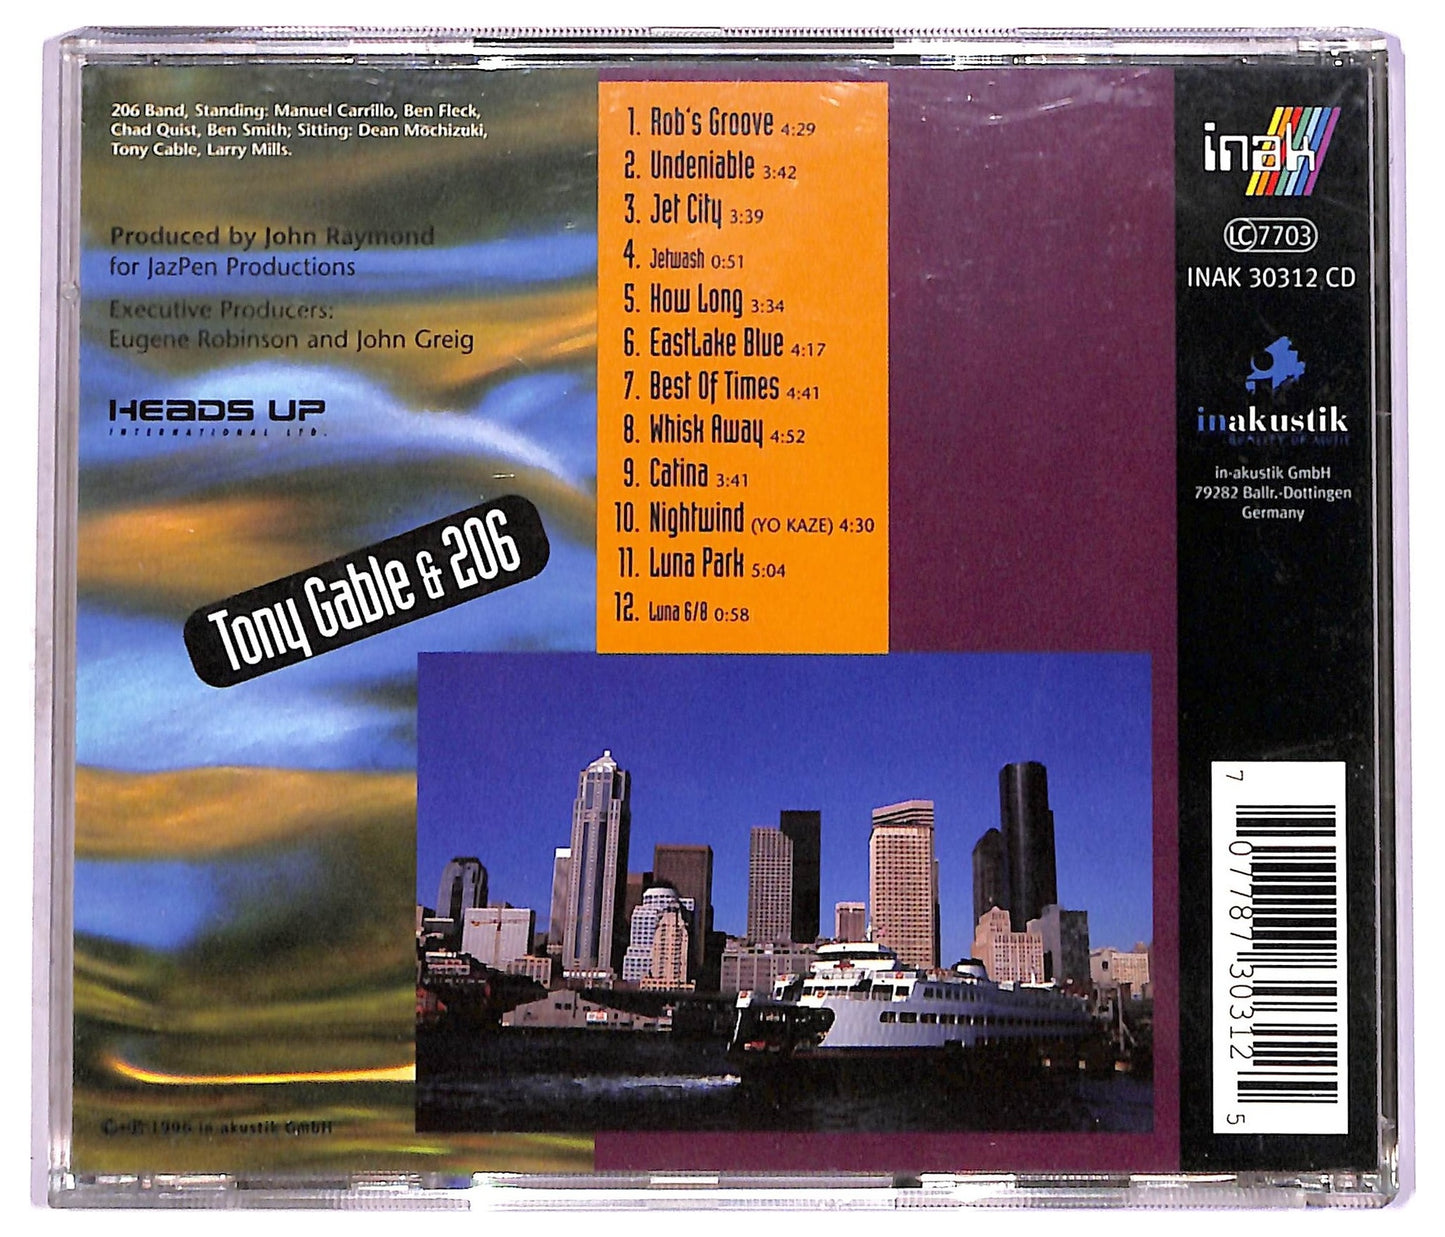 206 Band, Standing: Manuel Carrillo, Ben Fleck,
Chad Quist, Ben Smith; Sitting: Dean Mochizuki,
Tony Cable, Larry Mills.
Produced by John Raymond
for JazPen Productions
Executive Producers:
Eugene Robinson and John Greig
HEADS UP
INTERNATIONAL LTD.
Tony Gable & 206
1. Rob's Groove 4:29
2. Undeniable 3:42
3. Jet City 3:39
4. Jetwash 0:51
5. How Long 3:34
6. EastLake Blue 4:17
7. Best Of Times 4:41
8. Whisk Away 4:52
9. Catina 3:41
10. Nightwind (YO KAZE) 4:30
11. Luna Park 5:04
12. Luna 6/8 0:58
inak
LC 7703
INAK 30312 CD
inakustik
in-akustik GmbH
79282 Ballr.-Dottingen
Germany
7 07787 30312 5
1996 in akustik GmbH